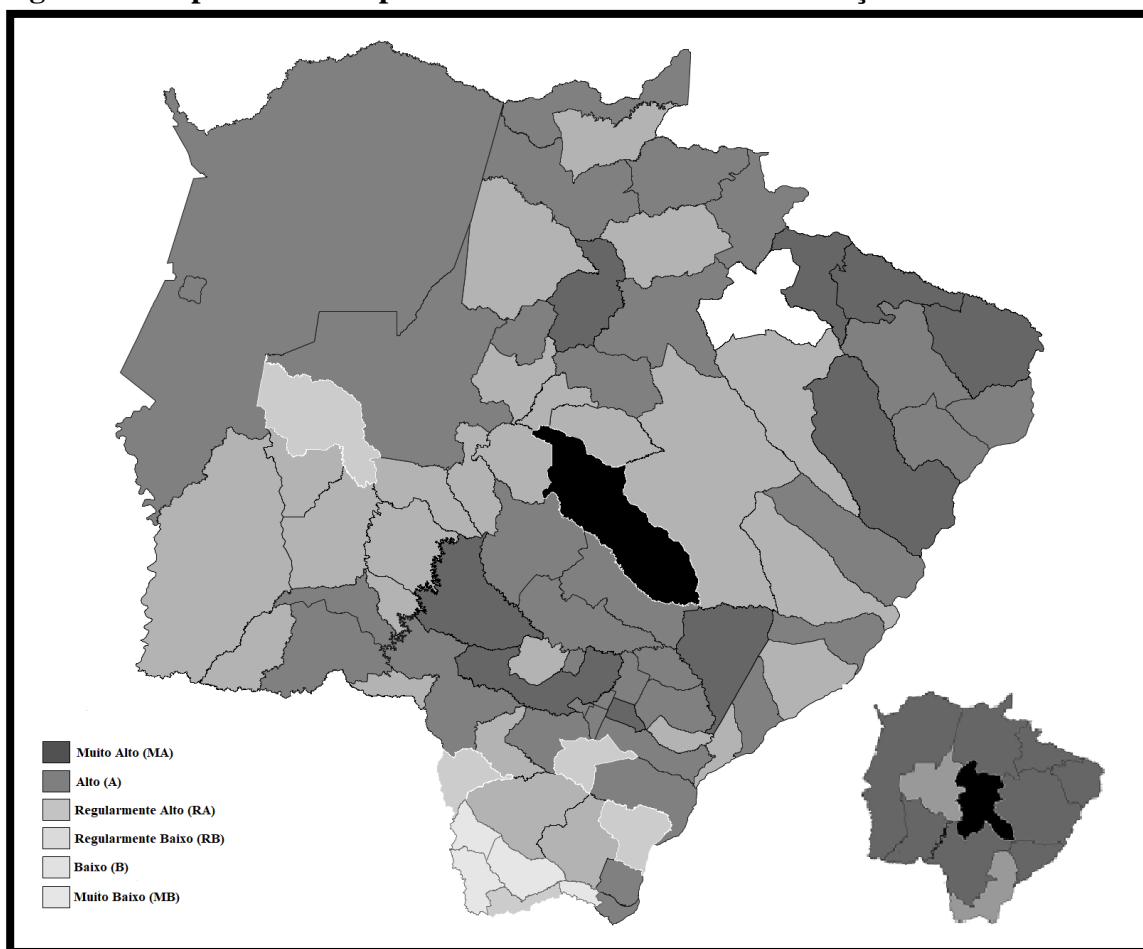 Muito Alto (MA)
Alto (A)
Regularmente Alto (RA)
Regularmente Baixo (RB)
Baixo (B)
Muito Baixo (MB)